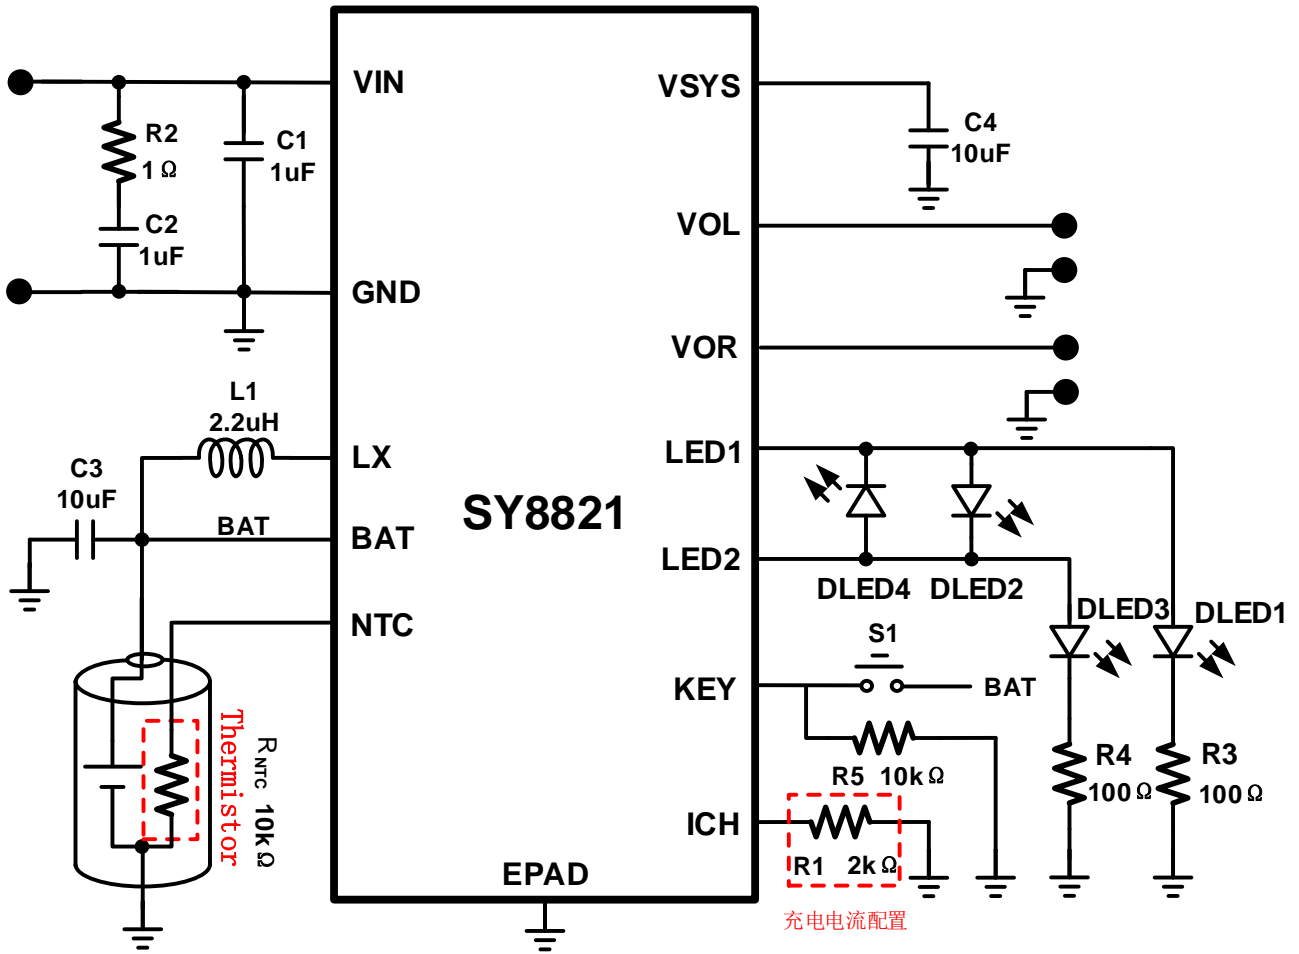 VIN
VSYS
R2
1Ω
C1
1uF
C4
10uF
C2
1uF
VOL
GND
VOR
L1
2.2uH
LX
LED1
C3
10uF
SY8821
BAT
BAT
LED2
DLED4
DLED2
DLED3
DLED1
NTC
S1
KEY
BAT
Thermistor
RNTC 10kΩ
R5 10kΩ
R4
100Ω
R3
100Ω
ICH
R1 2kΩ
EPAD
充电电流配置